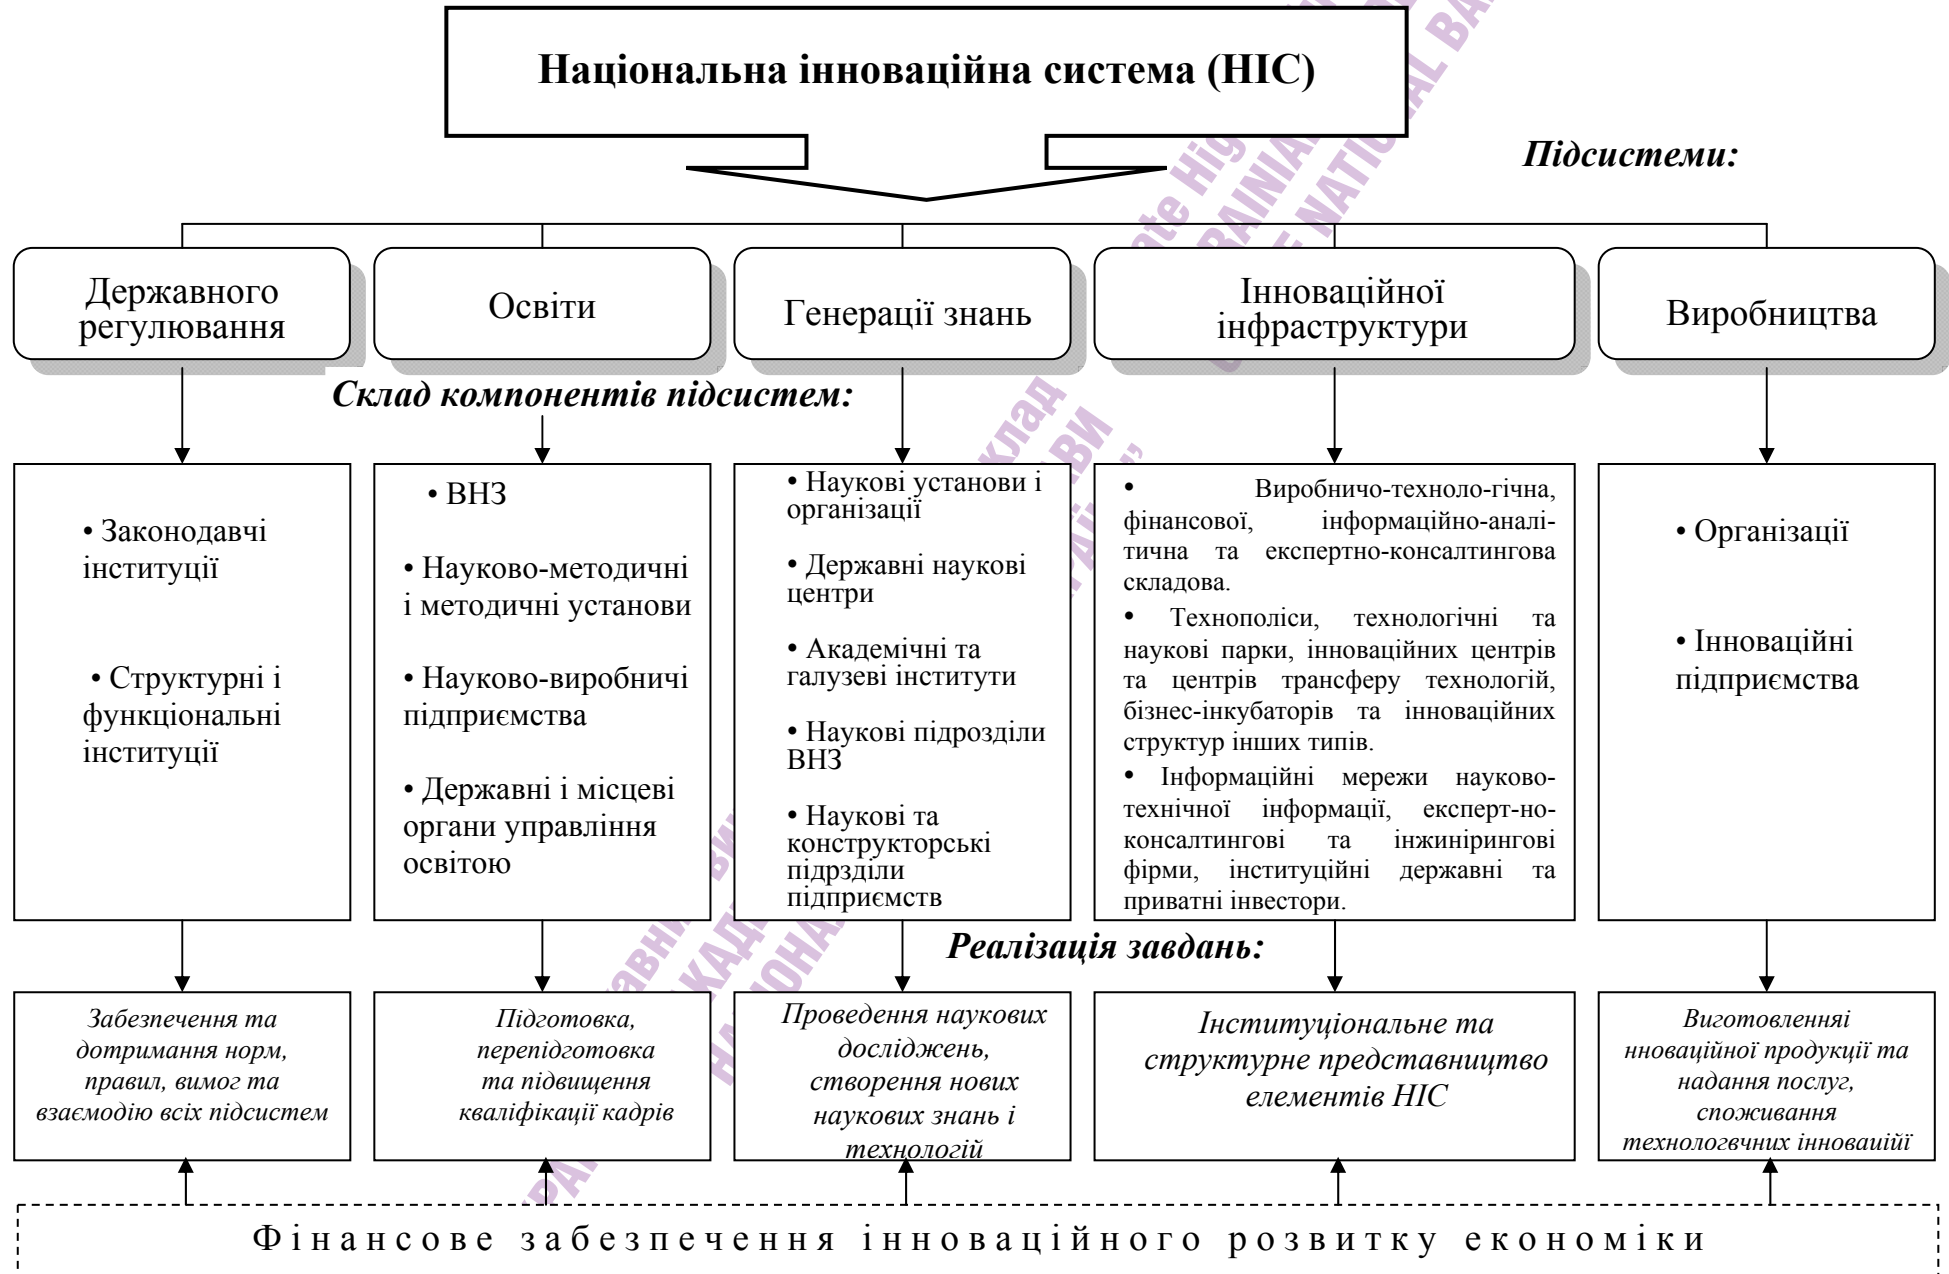 Національна інноваційна система (НІС)
Підсистеми:
Державного
регулювання
Освіти
Генерації знань
Інноваційної
інфраструктури
Виробництва
Склад компонентів підсистем:
• Законодавчі
інституції
• Структурні і
функціональні
інституції
• ВНЗ
• Науково-методичні
і методичні установи
• Науково-виробничі
підприємства
• Державні і місцеві
органи управління
освітою
• Наукові установи і
організації
• Державні наукові
центри
• Академічні та
галузеві інститути
• Наукові підрозділи
ВНЗ
• Наукові та
конструкторські
підрзділи
підприємств
• Виробничо-техноло-гічна,
фінансової, інформаційно-аналі-
тична та експертно-консалтингова
складова.
• Технополіси, технологічні та
наукові парки, інноваційних центрів
та центрів трансферу технологій,
бізнес-інкубаторів та інноваційних
структур інших типів.
• Інформаційні мережи науково-
технічної інформації, експерт-но-
консалтингові та інжинірингові
фірми, інституційні державні та
приватні інвестори.
• Організації
• Інноваційні
підприємства
Реалізація завдань:
Забезпечення та
дотримання норм,
правил, вимог та
взаємодію всіх підсистем
Підготовка,
перепідготовка
та підвищення
кваліфікації кадрів
Проведення наукових
досліджень,
створення нових
наукових знань і
технологій
Інституціональне та
структурне представництво
елементів НІС
Виготовленняі
нноваційної продукції та
надання послуг,
споживання
технологвчних інновацийї
Фінансове забезпечення інноваційного розвитку економіки